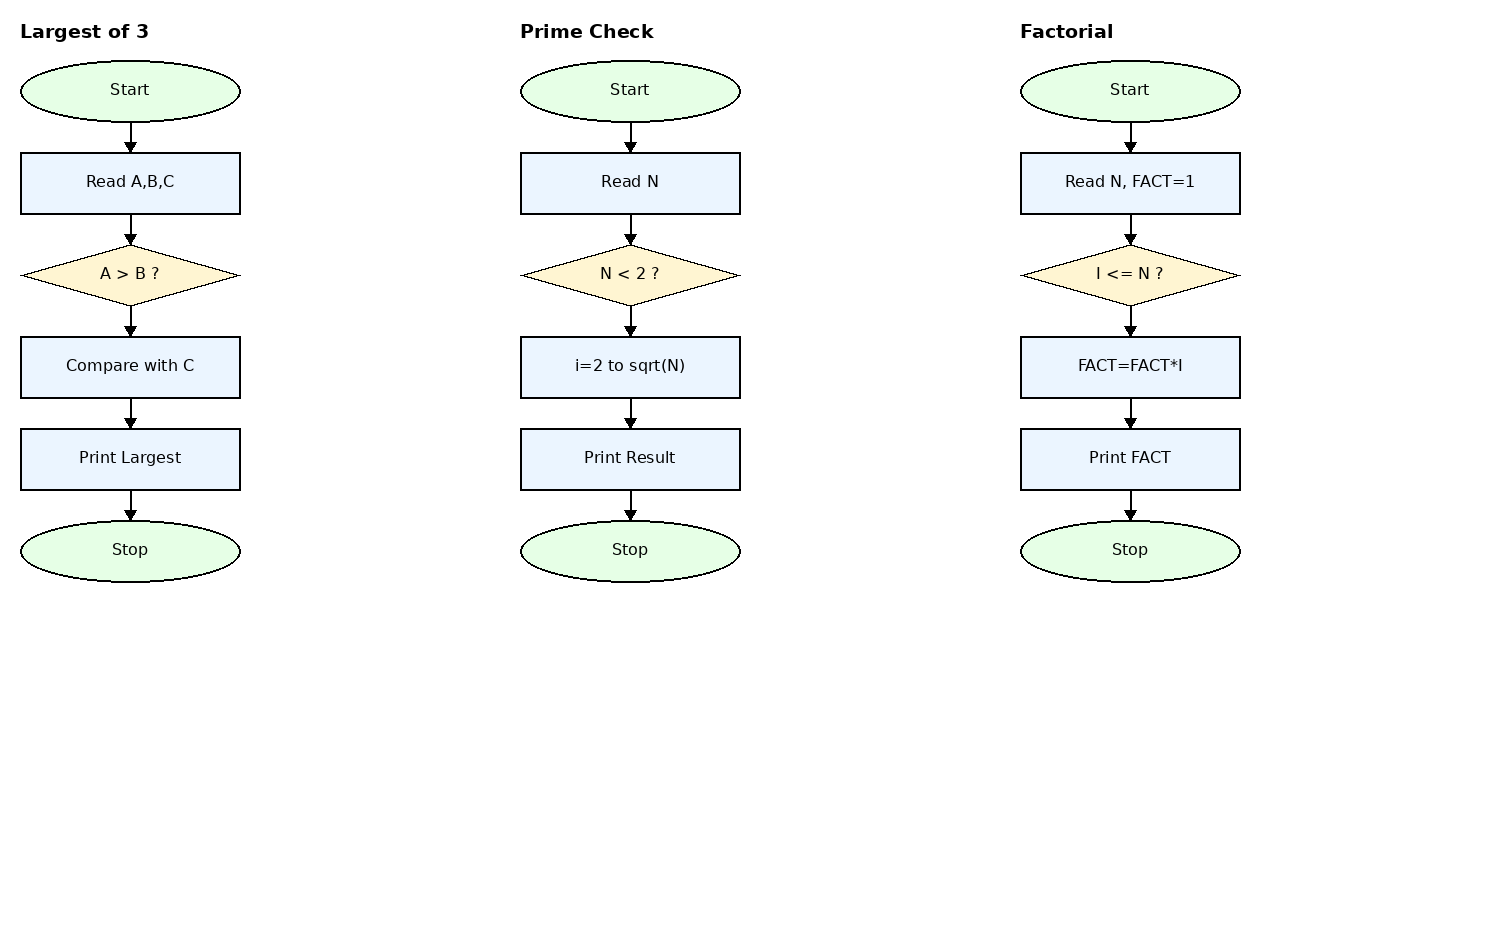 Largest of 3
Start
Read A,B,C
A > B ?
Compare with C
Print Largest
Stop
Prime Check
Start
Read N
N < 2 ?
i=2 to sqrt(N)
Print Result
Stop
Factorial
Start
Read N, FACT=1
I <= N ?
FACT=FACT*I
Print FACT
Stop